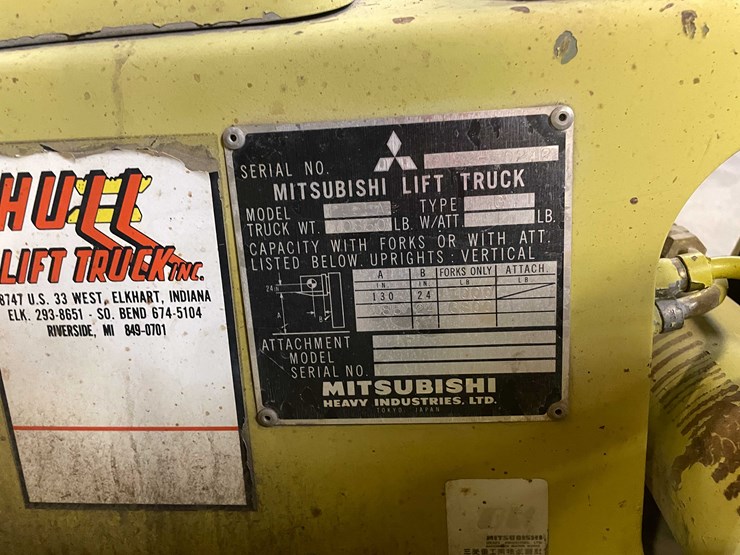 HULL
LIFT TRUCK INC.
8747 U.S. 33 WEST, ELKHART, INDIANA
ELK. 293-8651 - SO. BEND 674-5104
RIVERSIDE, MI 849-0701
SERIAL NO.
MITSUBISHI LIFT TRUCK
MODEL TYPE
TRUCK WT. LB. W/ATT LB.
CAPACITY WITH FORKS OR WITH ATT.
LISTED BELOW. UPRIGHTS: VERTICAL
A B FORKS ONLY ATTACH.
IN. IN. LB LB
130 24
24
A
B
ATTACHMENT
MODEL
SERIAL NO.
MITSUBISHI
HEAVY INDUSTRIES, LTD.
TOKYO JAPAN
MITSUBISHI